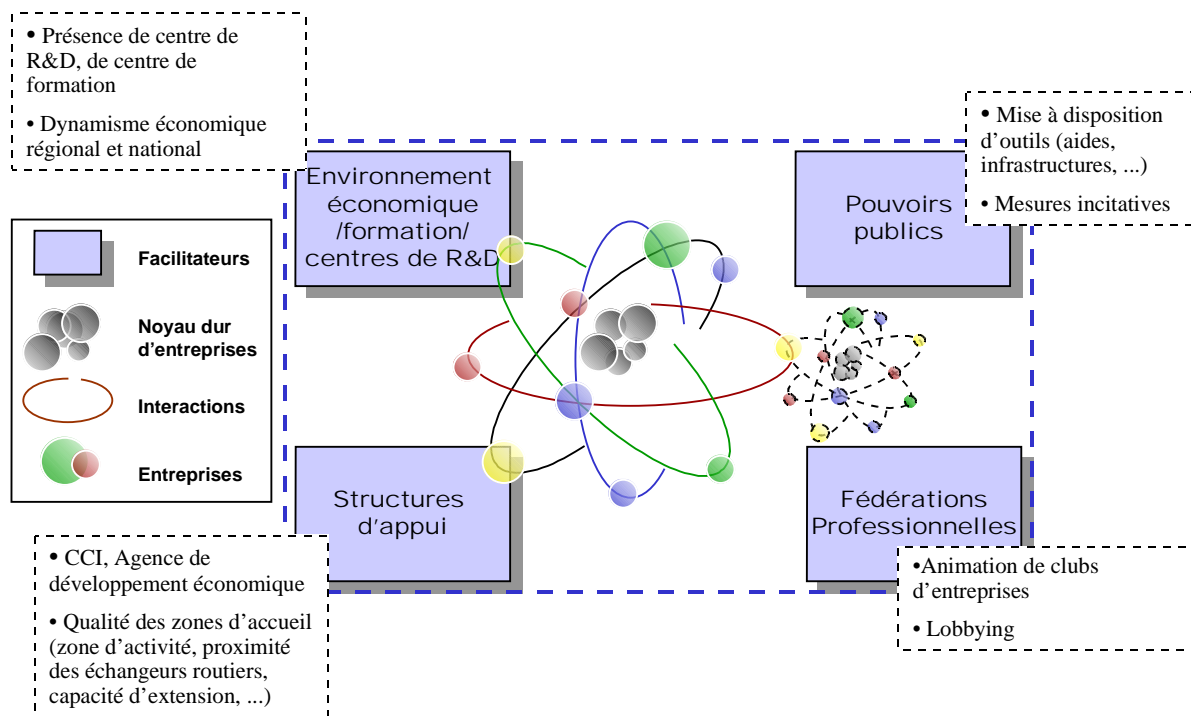 • Présence de centre de
R&D, de centre de
formation
• Dynamisme économique
régional et national
• Mise à disposition
d’outils (aides,
infrastructures, ...)
• Mesures incitatives
Environnement
économique
/formation/
centres de R&D
Pouvoirs
publics
Facilitateurs
Noyau dur
d’entreprises
Interactions
Entreprises
Structures
d'appui
Fédérations
Professionnelles
• CCI, Agence de
développement économique
• Qualité des zones d’accueil
(zone d’activité, proximité
des échangeurs routiers,
capacité d’extension, ...)
•Animation de clubs
d’entreprises
• Lobbying